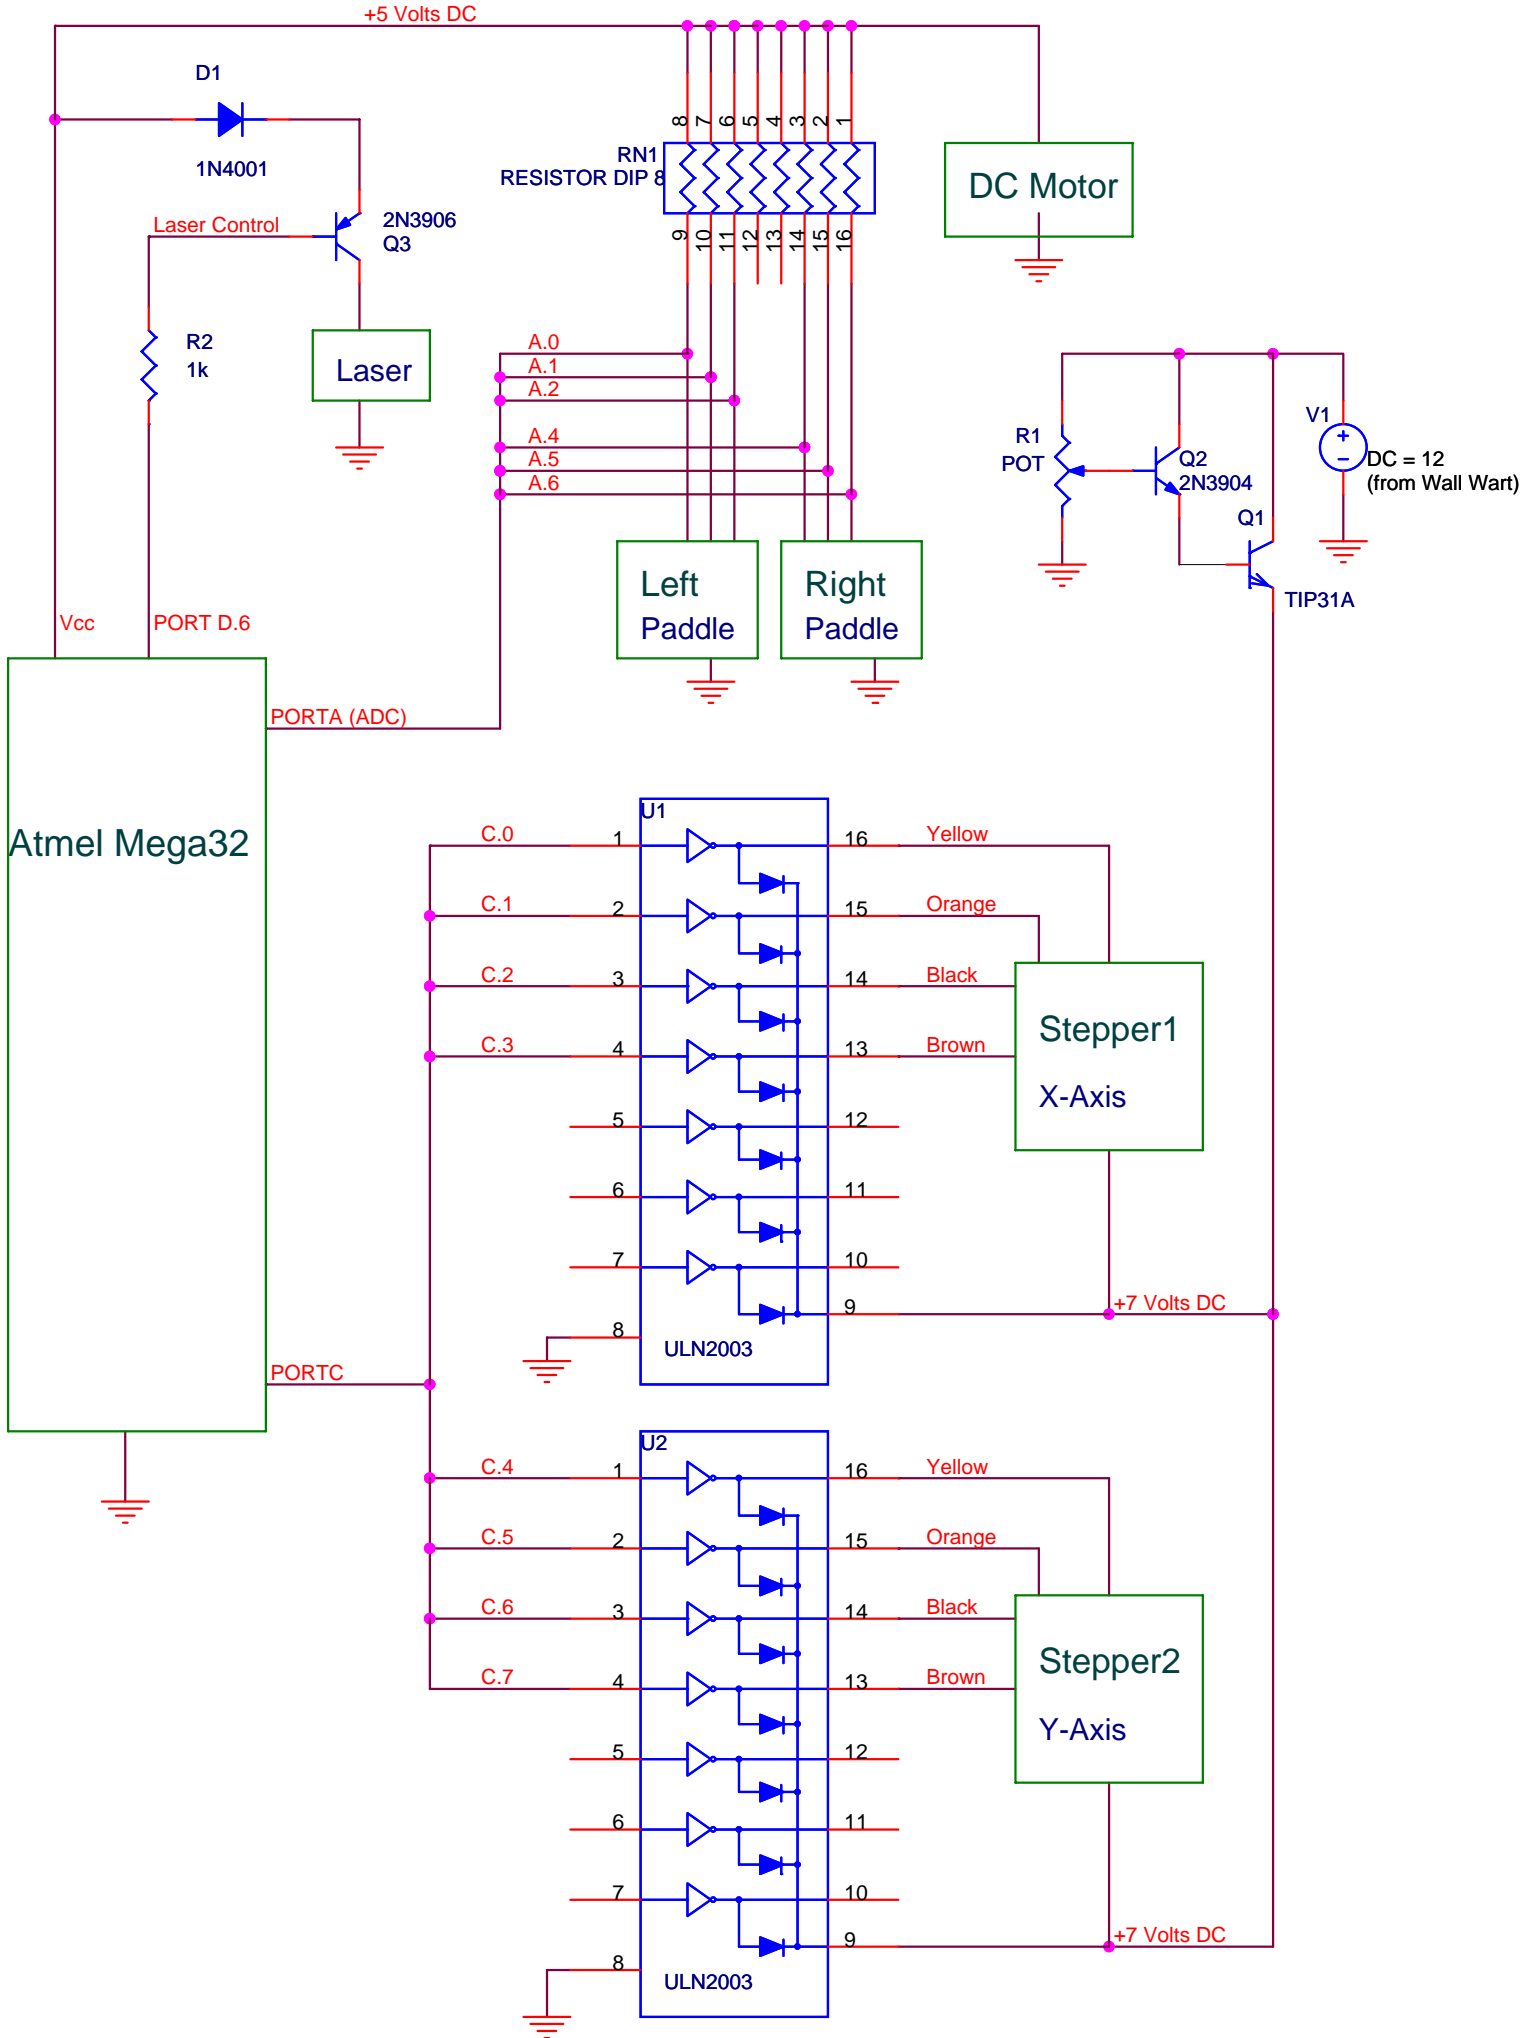 +5 Volts DC
D1
1N4001
8 7 6 5 4 3 2 1
RN1
RESISTOR DIP 8
9 10 11 12 13 14 15 16
DC Motor
Laser Control
2N3906
Q3
R2
1k
Laser
A.0
A.1
A.2
A.4
A.5
A.6
R1
POT
Q2
2N3904
V1
+
-
DC = 12
(from Wall Wart)
Q1
TIP31A
Left
Paddle
Right
Paddle
Vcc
PORT D.6
PORTA (ADC)
Atmel Mega32
PORTC
U1
C.0 1 16 Yellow
C.1 2 15 Orange
C.2 3 14 Black
C.3 4 13 Brown
5 12
6 11
7 10
9 +7 Volts DC
8
ULN2003
Stepper1
X-Axis
U2
C.4 1 16 Yellow
C.5 2 15 Orange
C.6 3 14 Black
C.7 4 13 Brown
5 12
6 11
7 10
9 +7 Volts DC
8
ULN2003
Stepper2
Y-Axis